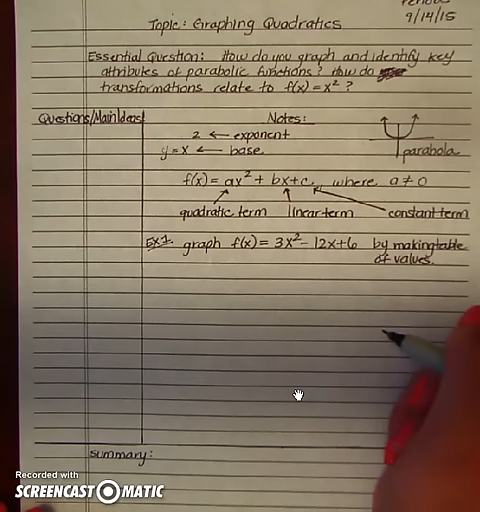 Period
9/14/15
Topic: Graphing Quadratics
Essential Question: How do you graph and identify key
attributes of parabolic functions? How do
transformations relate to f(x) = x² ?
Questions/Main Ideas
Notes:
2 ← exponent
y = x ← base
parabola
f(x) = ax² + bx + c, where a ≠ 0
quadratic term linear term constant term
Ex 1. graph f(x) = 3x² - 12x + 6 by making table
of values.
Summary:
Recorded with
SCREENCAST-O-MATIC